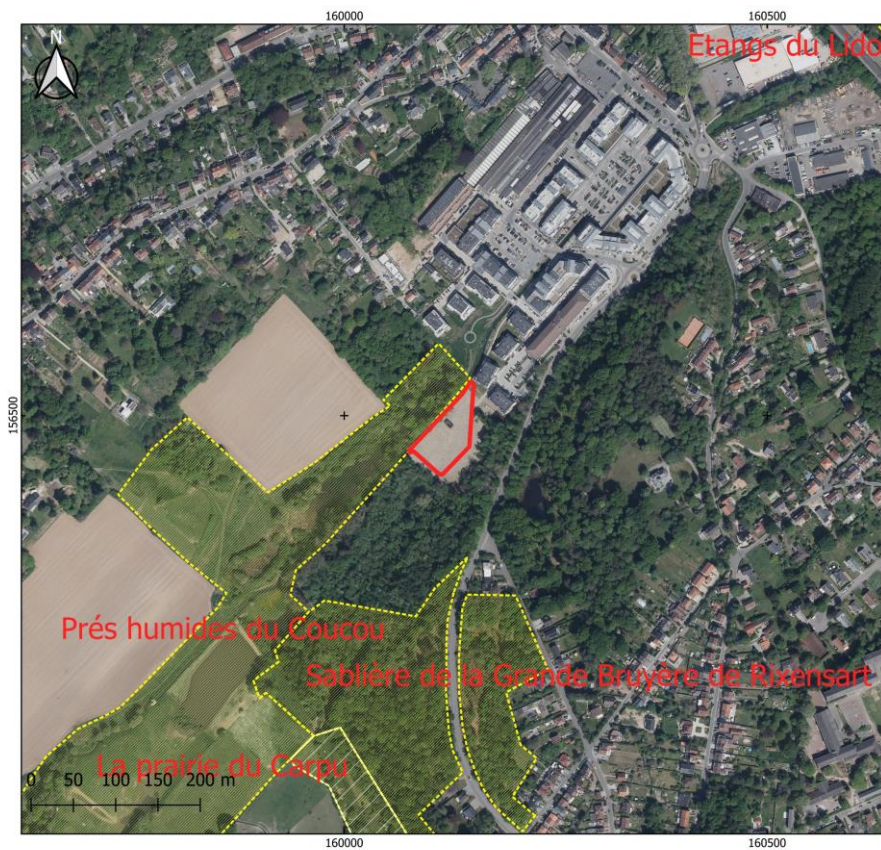 160000
160500
N
Etangs du Lido
156500
Prés humides du Coucou
Sablière de la Grande Bruyère de Rixensart
La prairie du Carpu
0 50 100 150 200 m
160000
160500